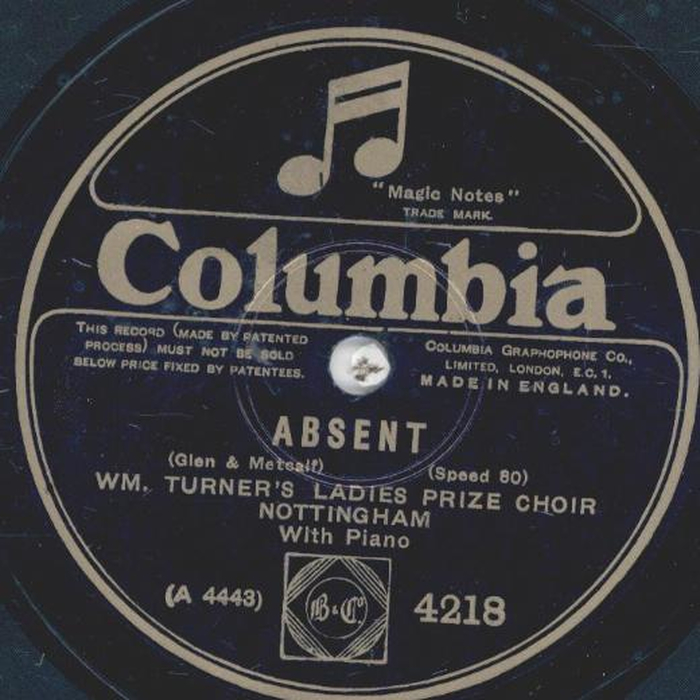 "Magic Notes"
TRADE MARK.
Columbia
THIS RECORD (MADE BY PATENTED
PROCESS) MUST NOT BE SOLD
BELOW PRICE FIXED BY PATENTEES.
COLUMBIA GRAPHOPHONE CO.,
LIMITED, LONDON, E.C.1.
MADE IN ENGLAND.
ABSENT
(Glen & Metcalf)
(Speed 80)
WM. TURNER'S LADIES PRIZE CHOIR
NOTTINGHAM
With Piano
(A 4443)
B & Co.
4218